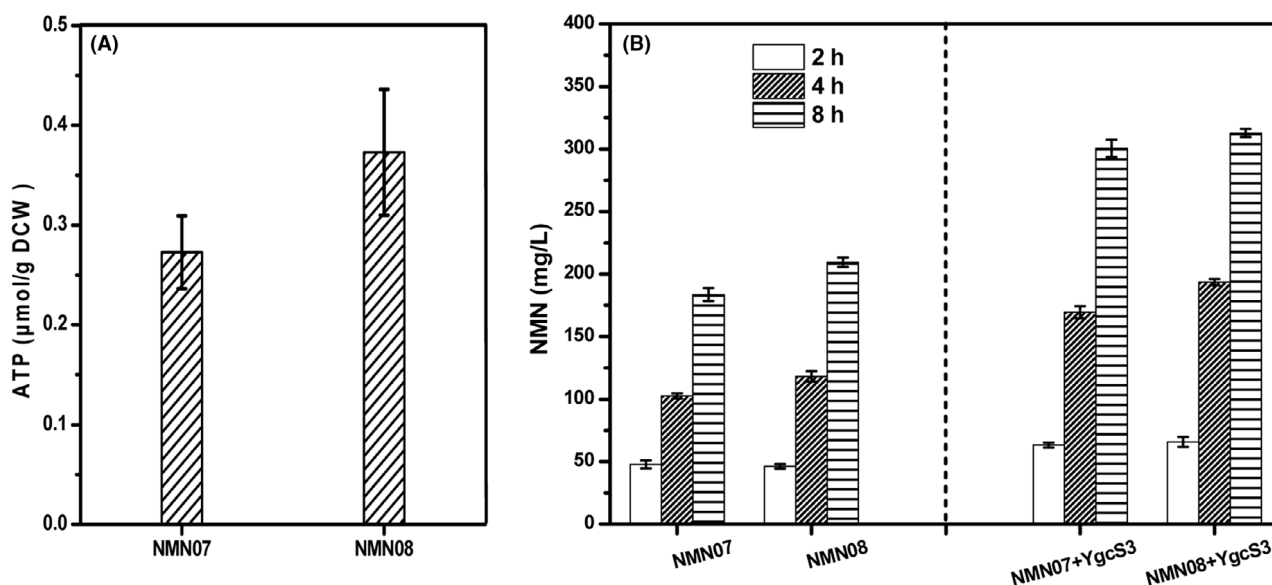 (A)
ATP (µmol/g DCW )
0.5
0.4
0.3
0.2
0.1
0.0
NMN07
NMN08
(B)
NMN (mg/L)
400
350
300
250
200
150
100
50
0
2 h
4 h
8 h
NMN07
NMN08
NMN07+YgcS3
NMN08+YgcS3